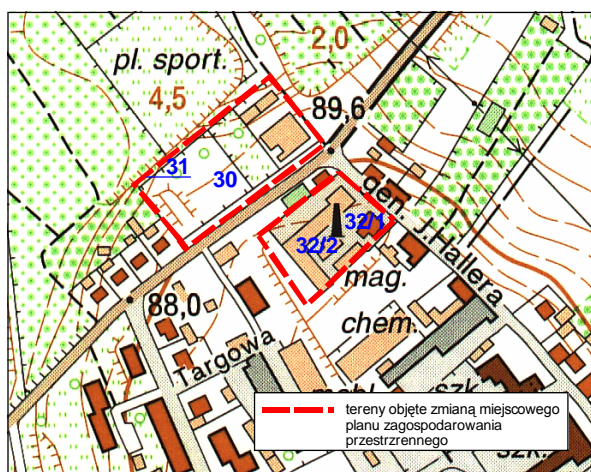 pl. sport.
2,0
4,5
89,6
31
30
gen. J. Hallera
32/1
32/2
mag.
chem.
88,0
Targowa
szk.
tereny objęte zmianą miejscowego
planu zagospodarowania
przestrzennego